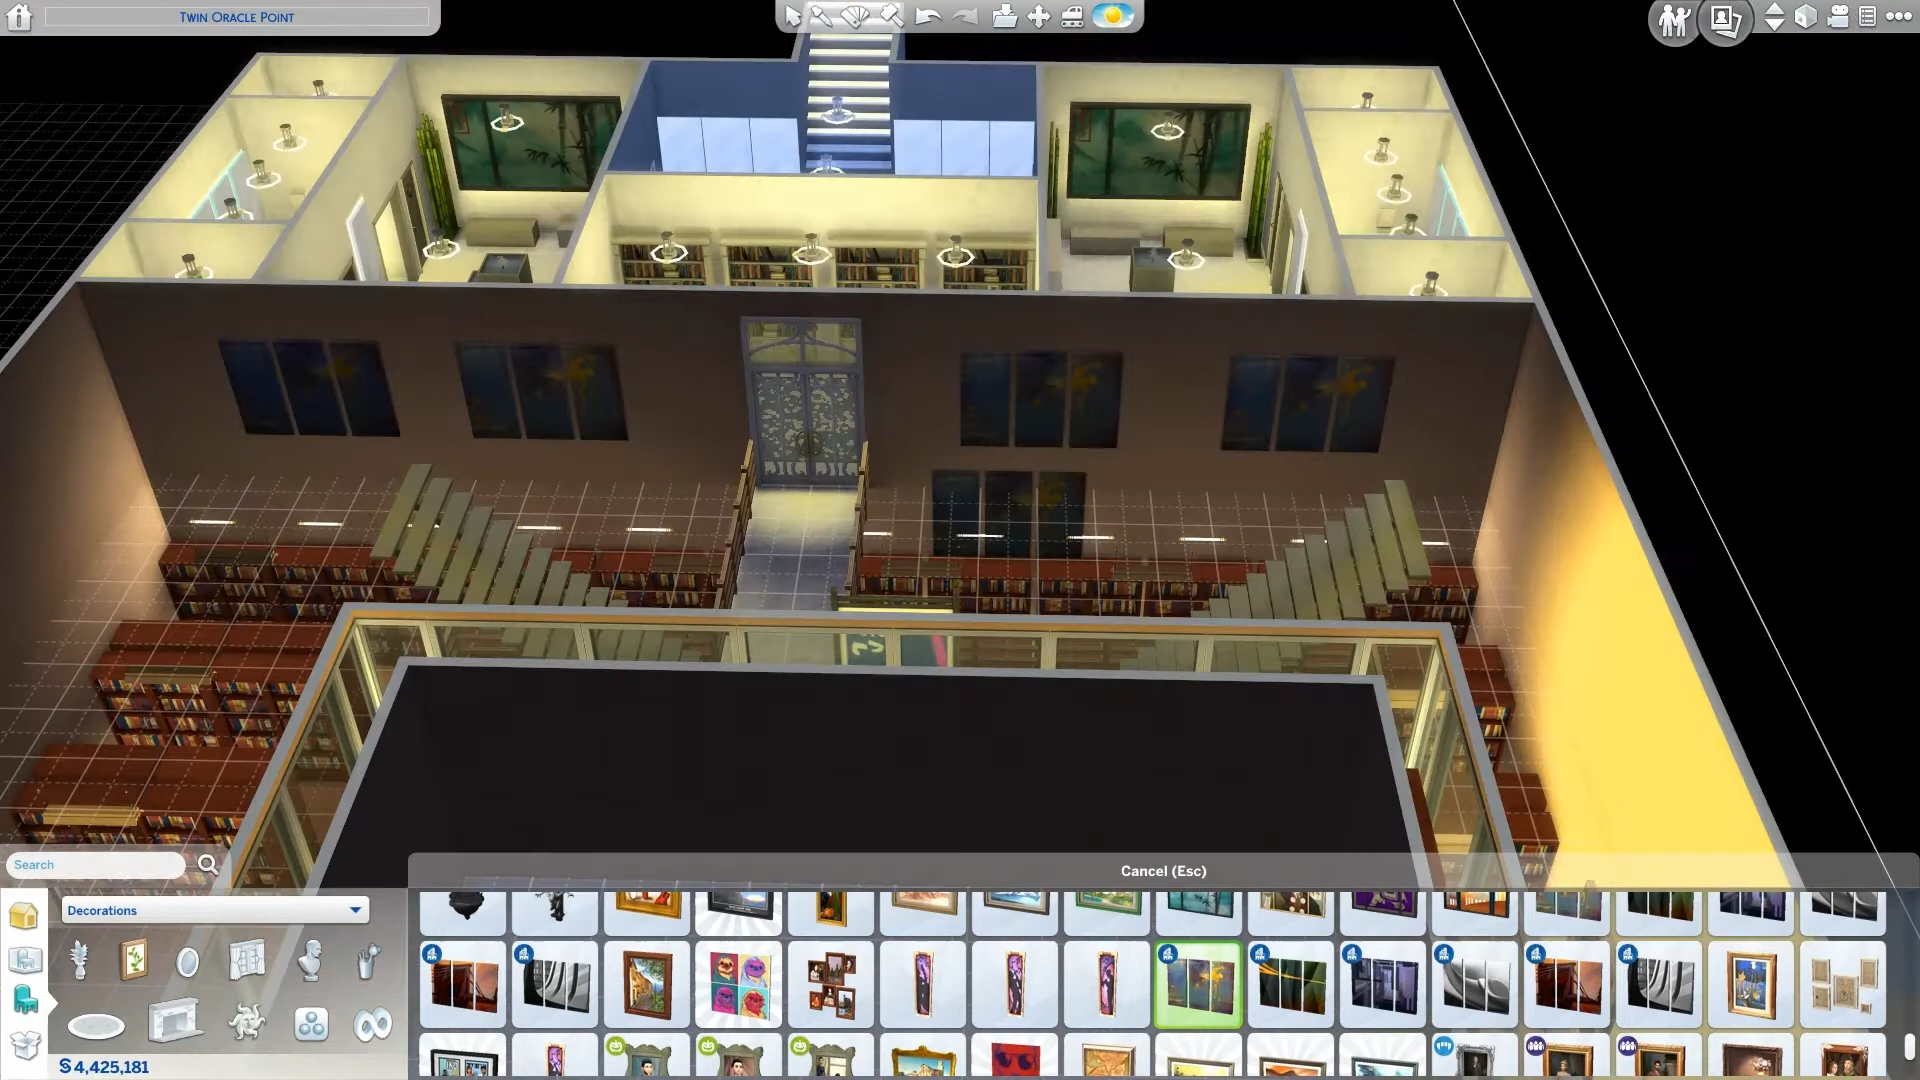 TWIN ORACLE POINT
Cancel (Esc)
Search
Decorations
§4,425,181